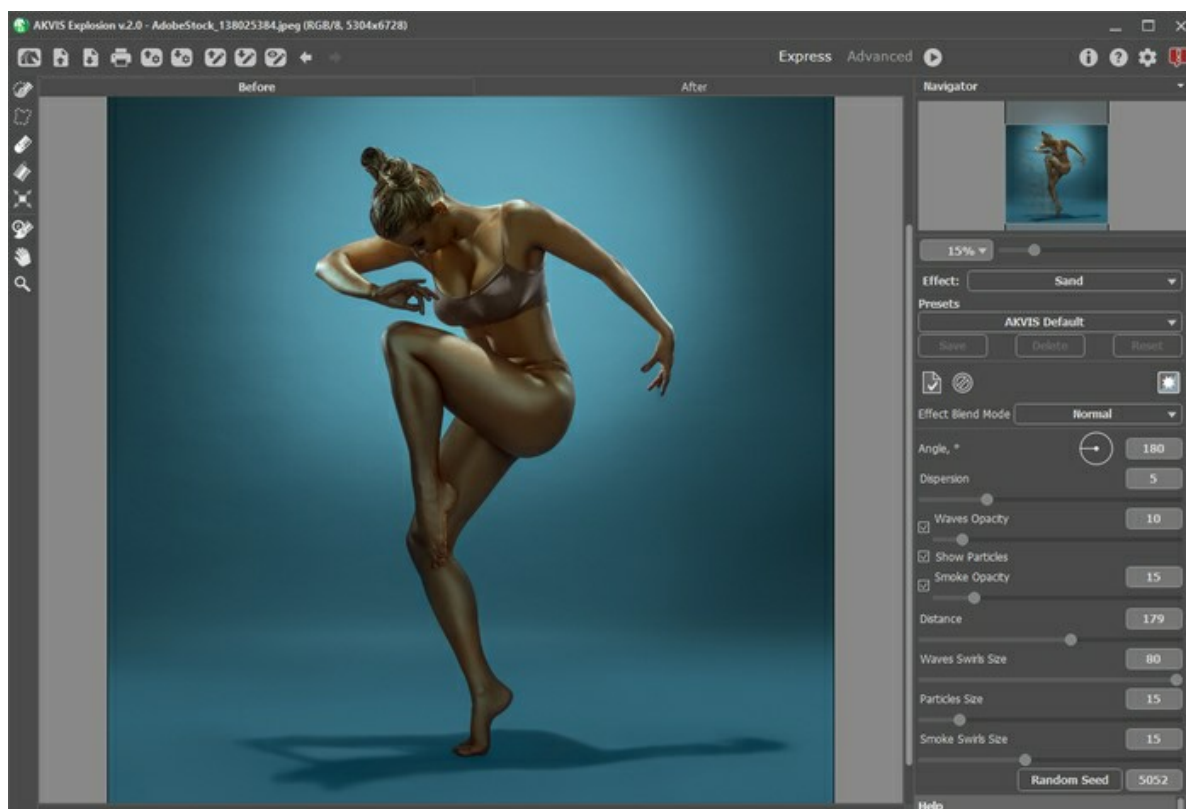 AKVIS Explosion v.2.0 - AdobeStock_138025384.jpeg (RGB/8, 5304x6728)
Express Advanced
Before After
Navigator
15%
Effect: Sand
Presets
AKVIS Default
Save Delete Reset
Effect Blend Mode Normal
Angle, ° 180
Dispersion 5
Waves Opacity 10
Show Particles
Smoke Opacity 15
Distance 179
Waves Swirls Size 80
Particles Size 15
Smoke Swirls Size 15
Random Seed 5052
Help